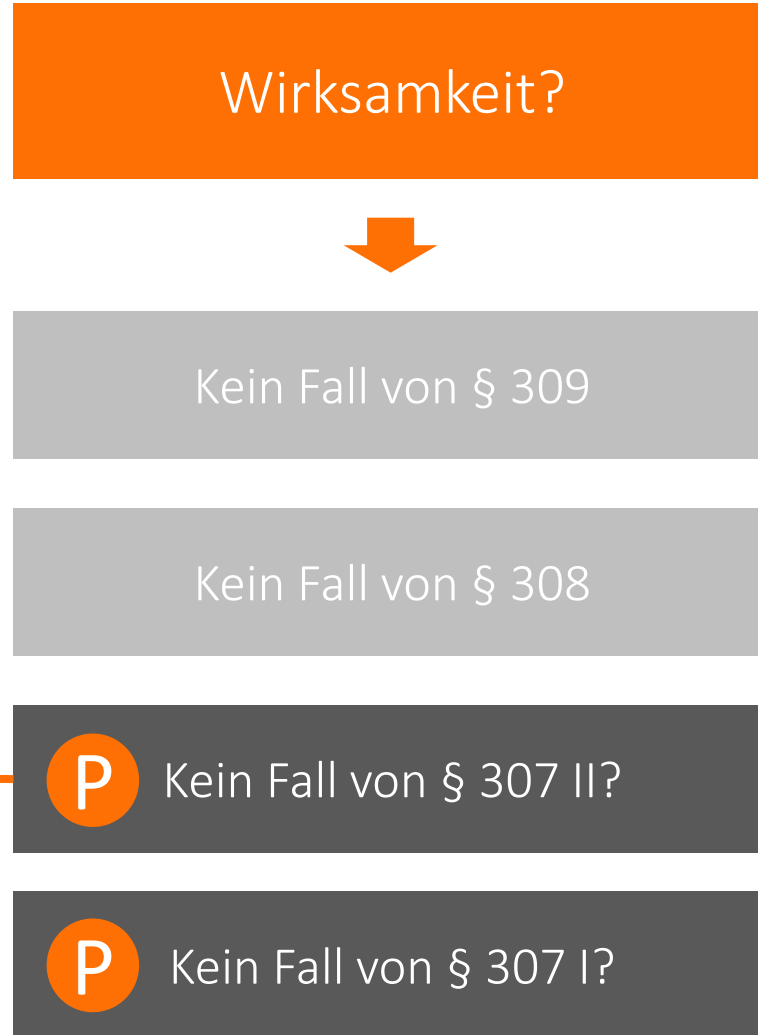 Wirksamkeit?
Kein Fall von § 309
Kein Fall von § 308
P Kein Fall von § 307 II?
P Kein Fall von § 307 I?